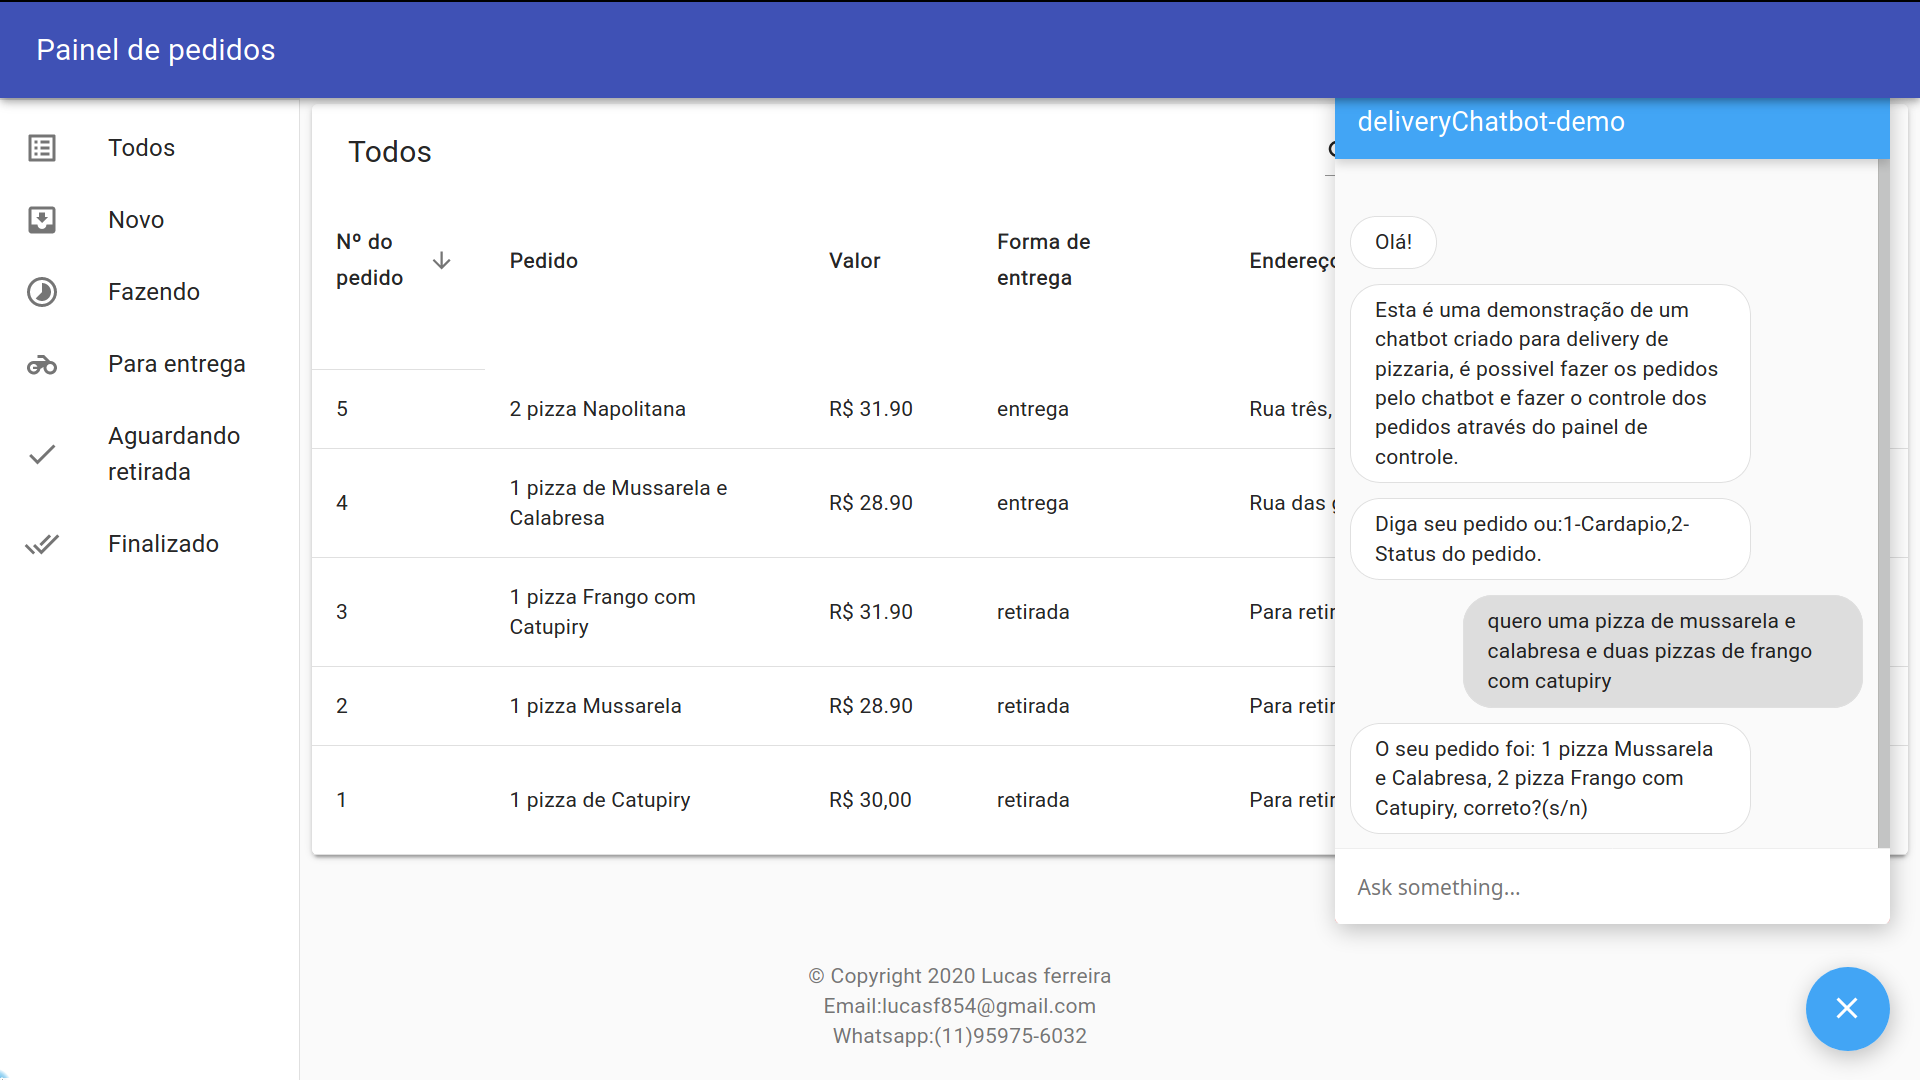 Painel de pedidos
Todos
Novo
Fazendo
Para entrega
Aguardando
retirada
Finalizado
Todos
Nº do
pedido
Pedido
Valor
Forma de
entrega
Endereço
5
2 pizza Napolitana
R$ 31.90
entrega
Rua três,
4
1 pizza de Mussarela e
Calabresa
R$ 28.90
entrega
Rua das
3
1 pizza Frango com
Catupiry
R$ 31.90
retirada
Para retir
2
1 pizza Mussarela
R$ 28.90
retirada
Para retir
1
1 pizza de Catupiry
R$ 30,00
retirada
Para retir
deliveryChatbot-demo
Olá!
Esta é uma demonstração de um
chatbot criado para delivery de
pizzaria, é possivel fazer os pedidos
pelo chatbot e fazer o controle dos
pedidos através do painel de
controle.
Diga seu pedido ou:1-Cardapio,2-
Status do pedido.
quero uma pizza de mussarela e
calabresa e duas pizzas de frango
com catupiry
O seu pedido foi: 1 pizza Mussarela
e Calabresa, 2 pizza Frango com
Catupiry, correto?(s/n)
Ask something...
© Copyright 2020 Lucas ferreira
Email:lucasf854@gmail.com
Whatsapp:(11)95975-6032